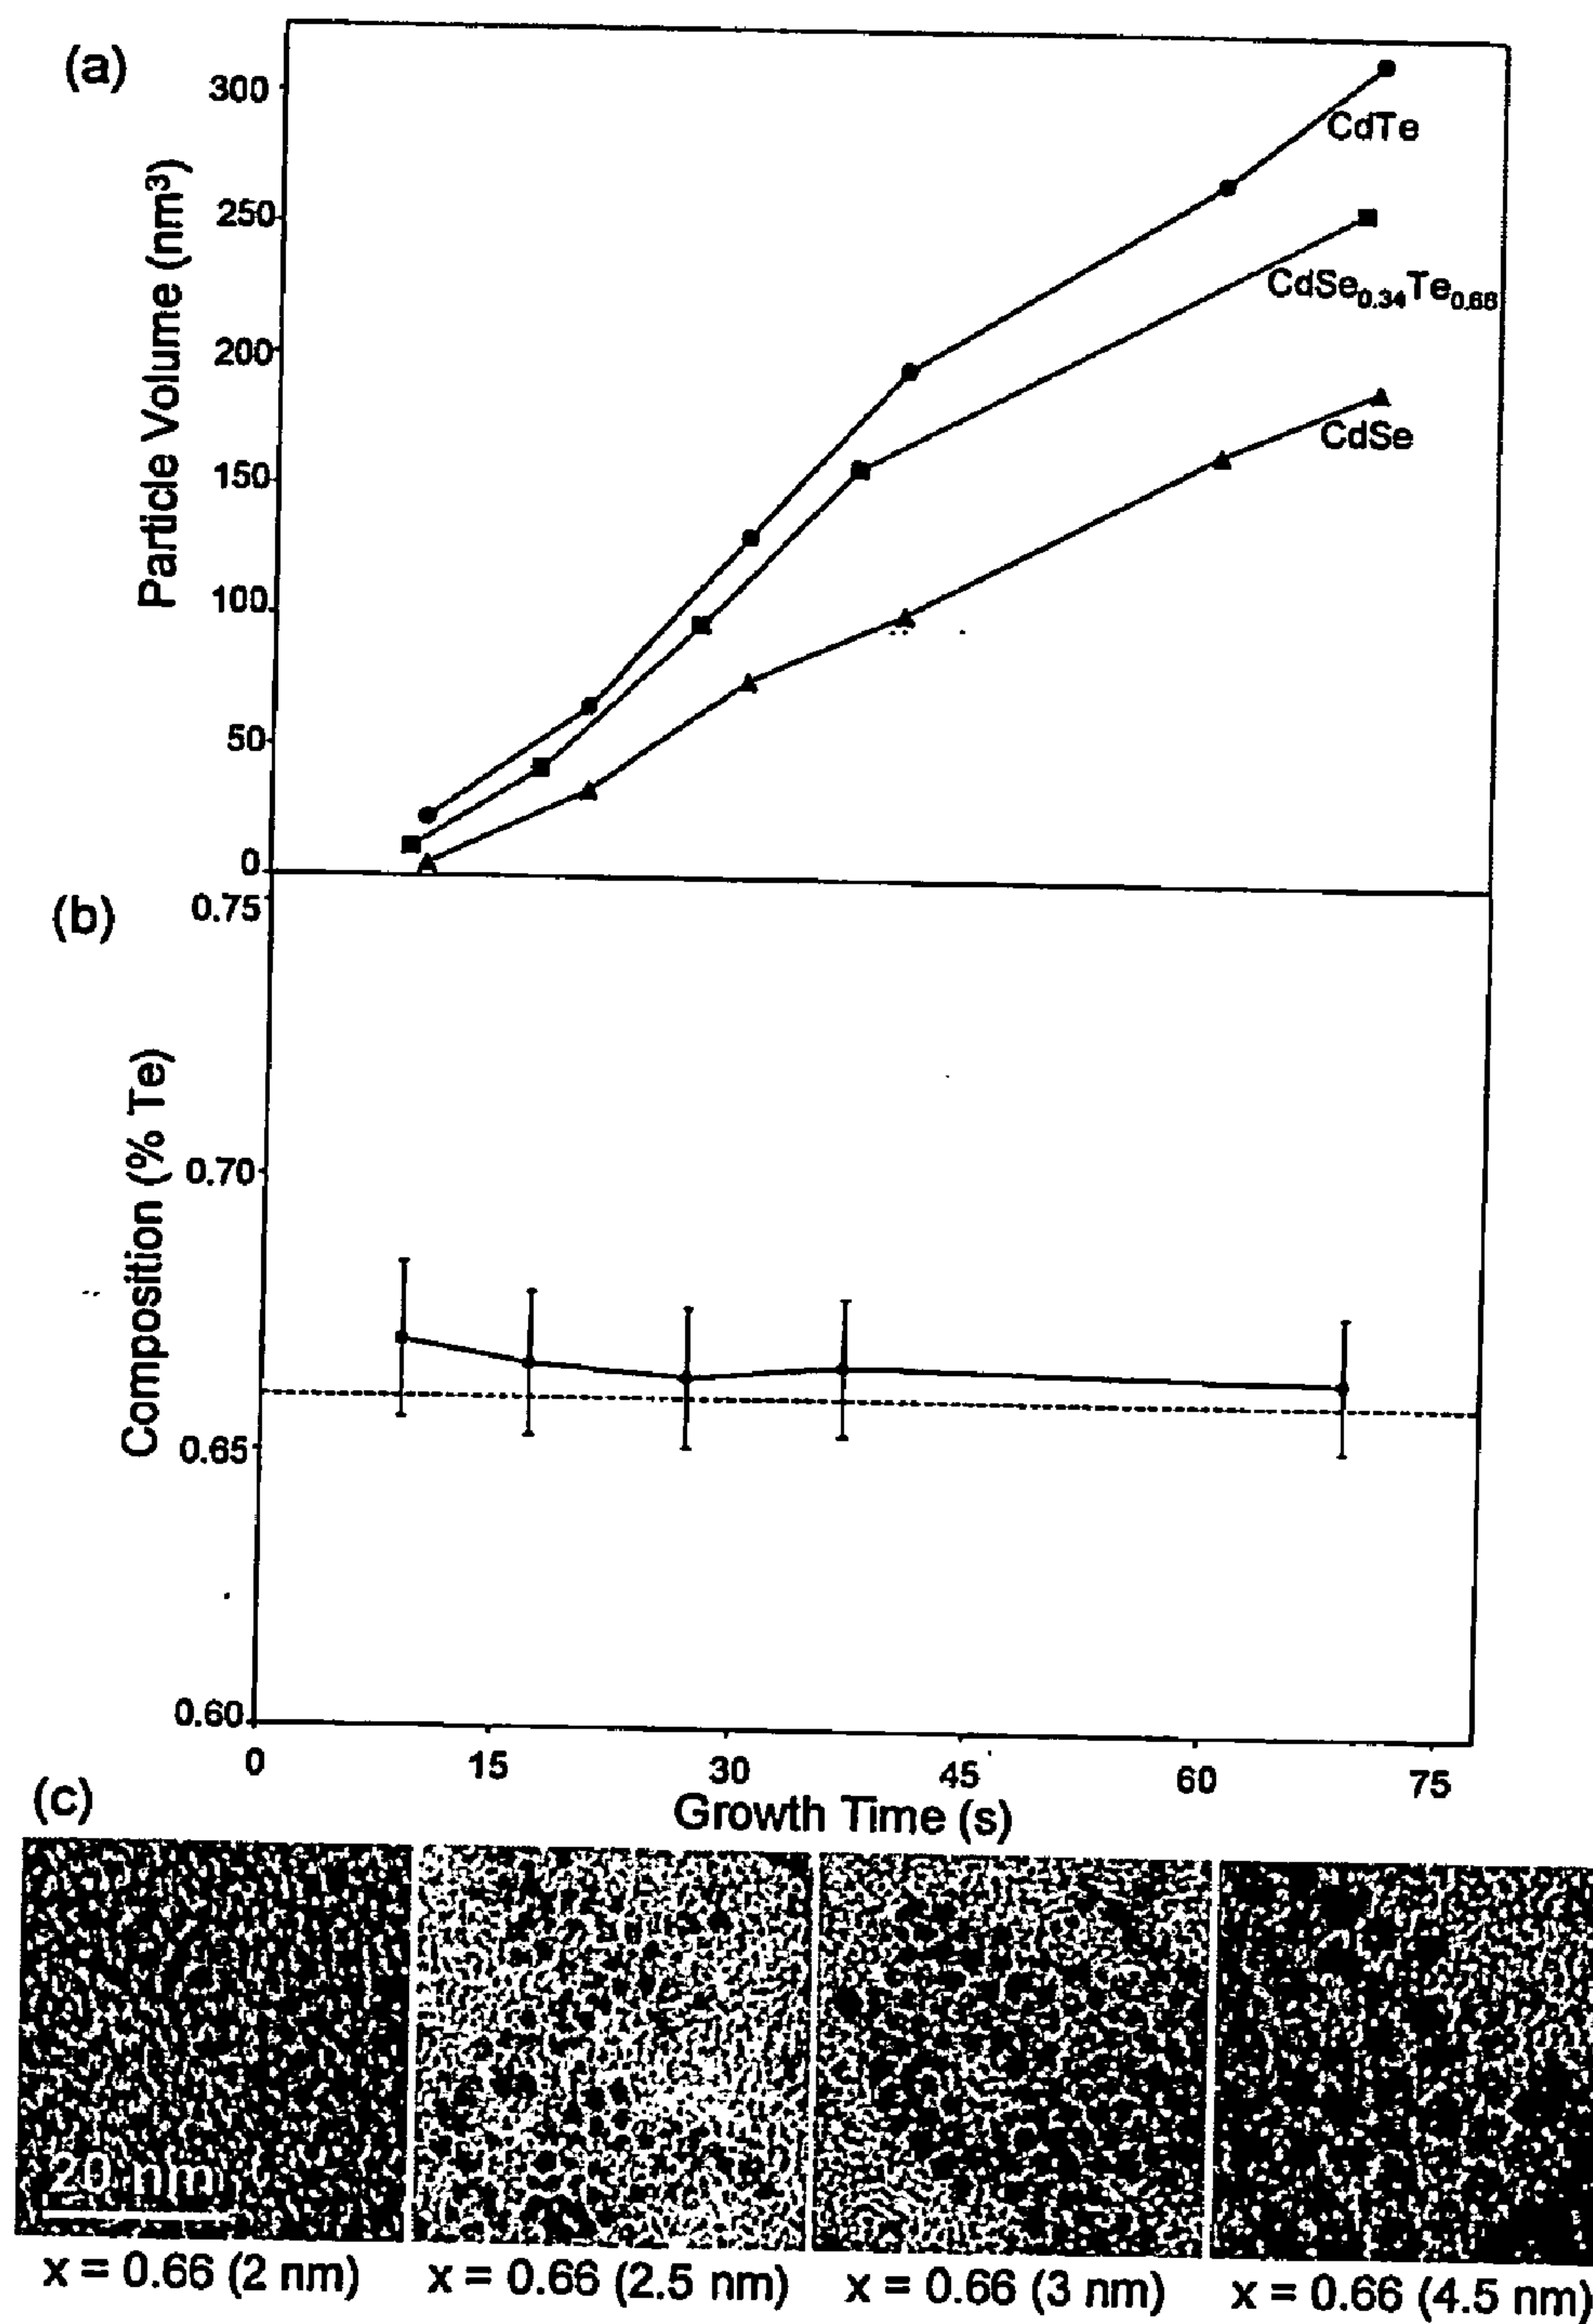 (a)
Particle Volume (nm³)
300
250
200
150
100
50
0
CdTe
CdSe₀.₃₄Te₀.₆₆
CdSe
(b)
Composition (% Te)
0.75
0.70
0.65
0.60
0 15 30 45 60 75
Growth Time (s)
(c)
20 nm
x = 0.66 (2 nm) x = 0.66 (2.5 nm) x = 0.66 (3 nm) x = 0.66 (4.5 nm)